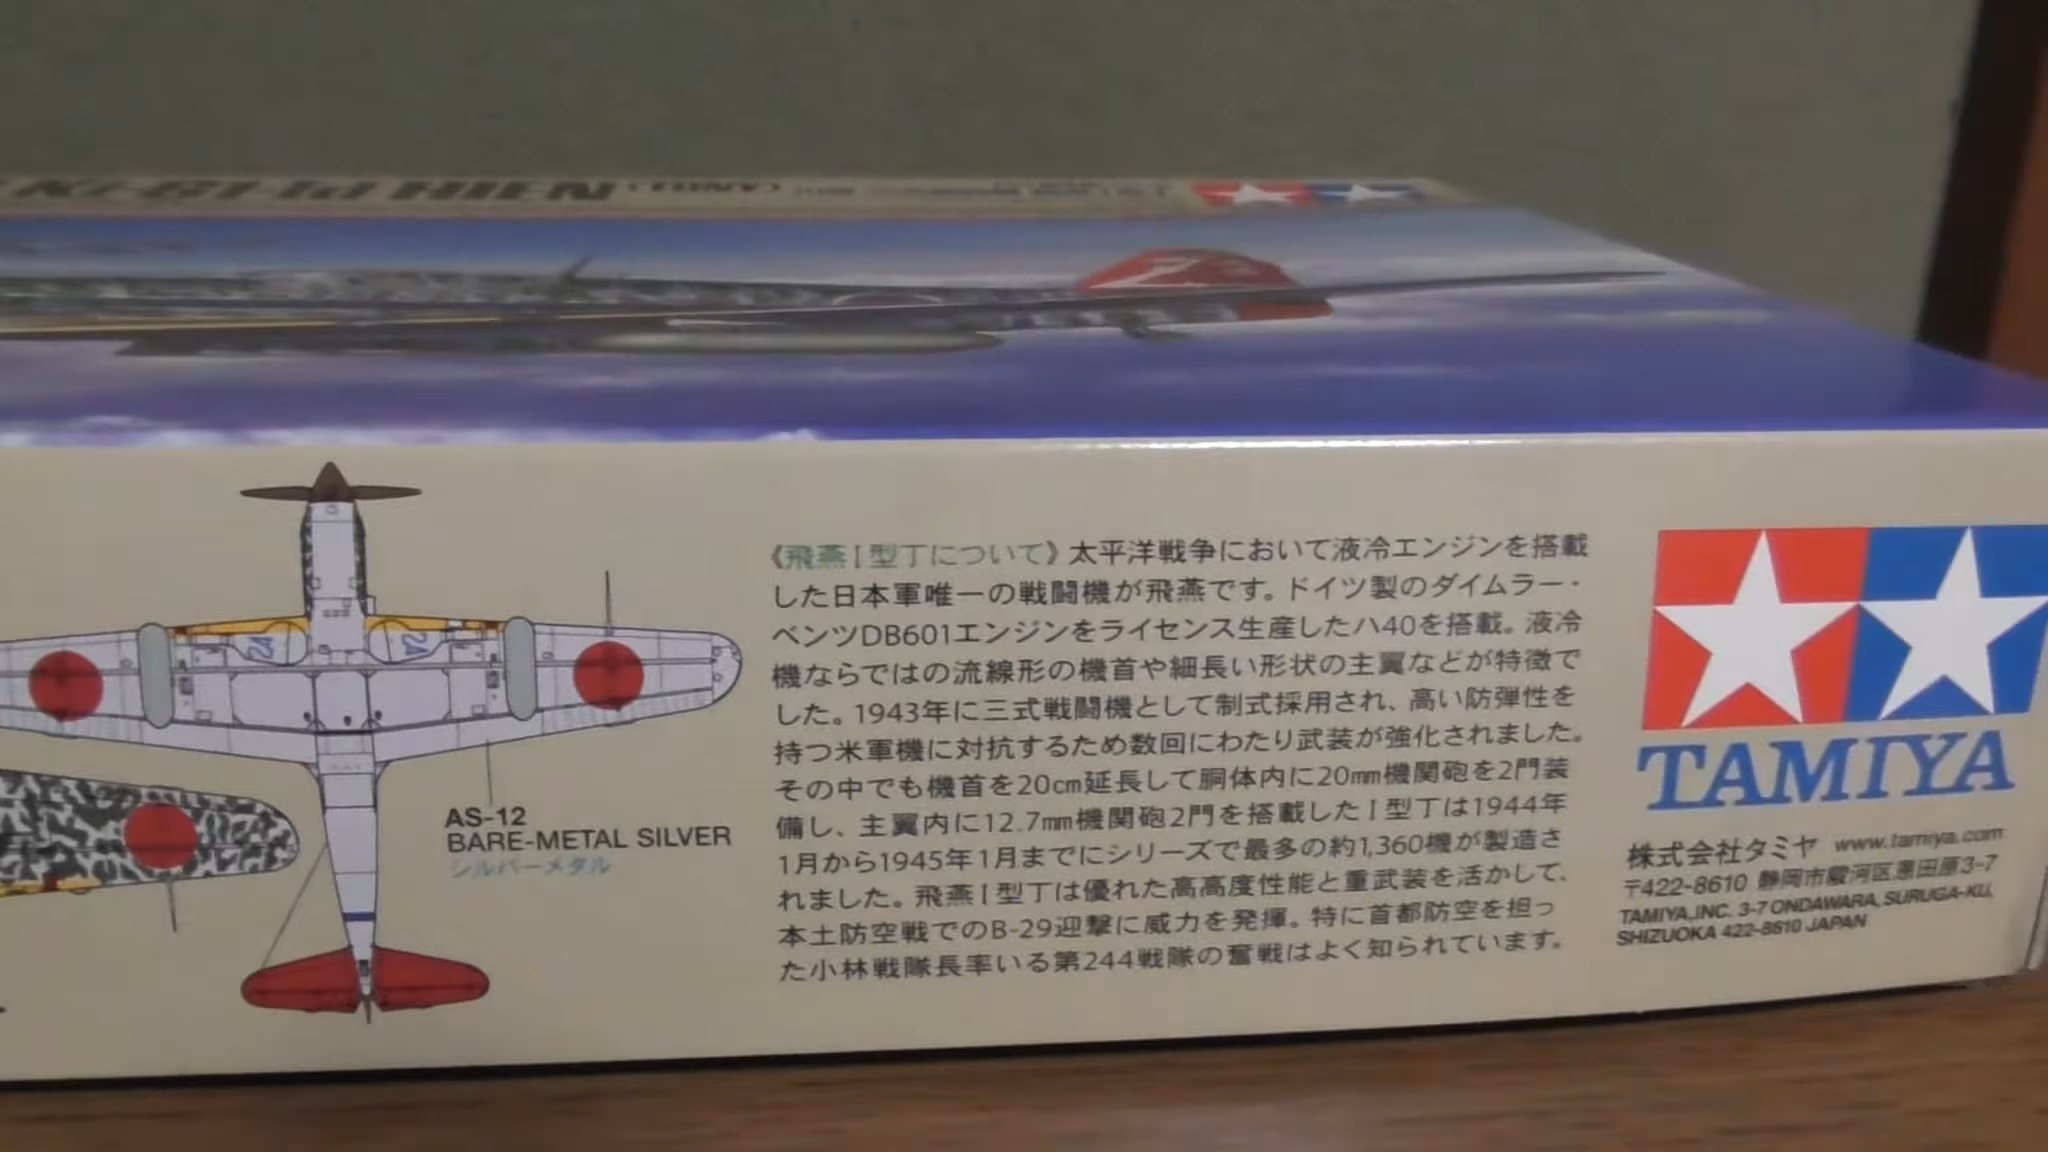 AS-12
BARE-METAL SILVER
シルバーメタル
《飛燕I型丁について》太平洋戦争において液冷エンジンを搭載
した日本軍唯一の戦闘機が飛燕です。ドイツ製のダイムラー・
ベンツDB601エンジンをライセンス生産したハ40を搭載。液冷
機ならではの流線形の機首や細長い形状の主翼などが特徴で
した。1943年に三式戦闘機として制式採用され、高い防弾性を
持つ米軍機に対抗するため数回にわたり武装が強化されました。
その中でも機首を20cm延長して胴体内に20mm機関砲を2門装
備し、主翼内に12.7mm機関砲2門を搭載したI型丁は1944年
1月から1945年1月までにシリーズで最多の約1,360機が製造さ
れました。飛燕I型丁は優れた高高度性能と重武装を活かして、
本土防空戦でのB-29迎撃に威力を発揮。特に首都防空を担っ
た小林戦隊長率いる第244戦隊の奮戦はよく知られています。
TAMIYA
株式会社タミヤ www.tamiya.com
〒422-8610 静岡市駿河区恩田原3-7
TAMIYA,INC. 3-7 ONDAWARA, SURUGA-KU,
SHIZUOKA 422-8610 JAPAN
24
24